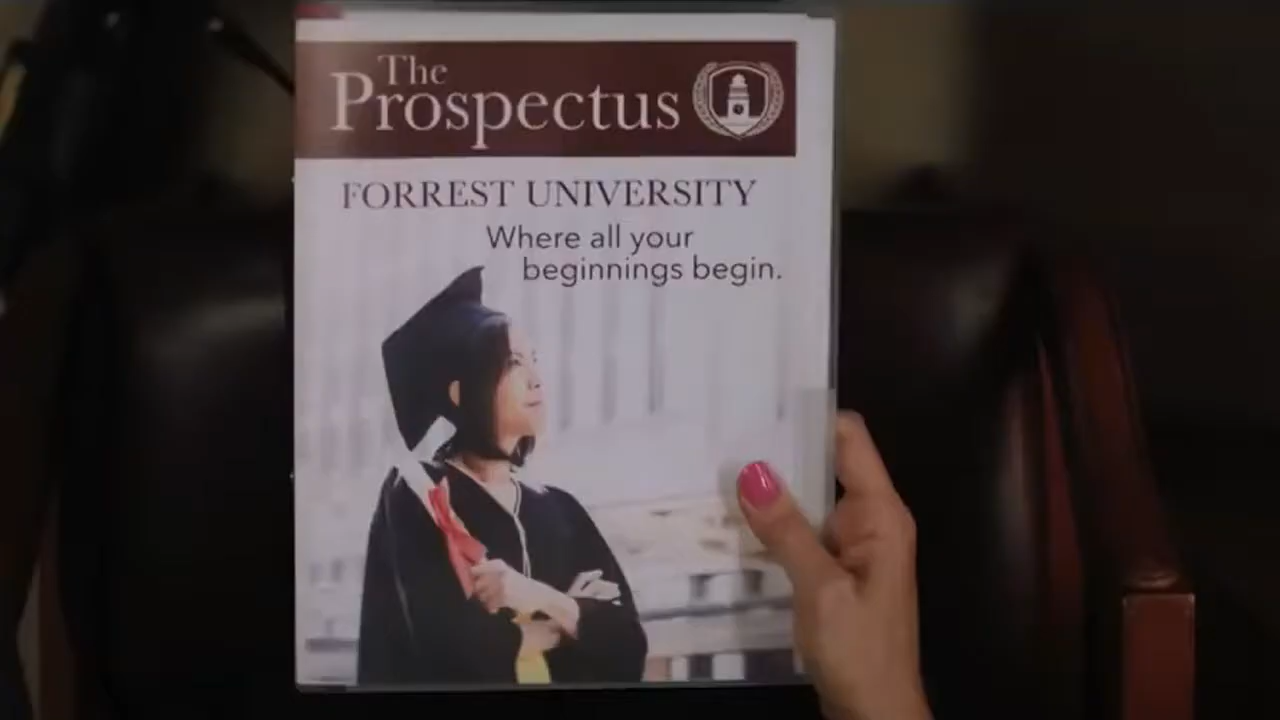 The
Prospectus
FORREST UNIVERSITY
Where all your
beginnings begin.